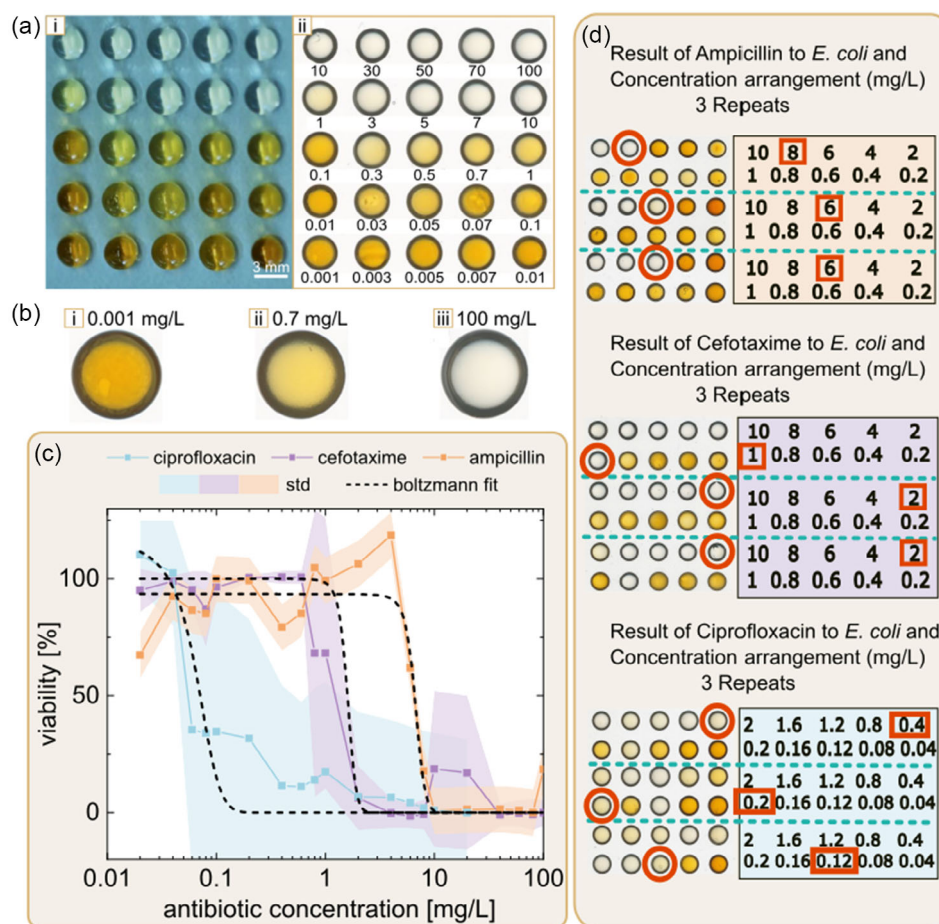 (a)
i
3 mm
ii
10 30 50 70 100
1 3 5 7 10
0.1 0.3 0.5 0.7 1
0.01 0.03 0.05 0.07 0.1
0.001 0.003 0.005 0.007 0.01
(b)
i 0.001 mg/L
ii 0.7 mg/L
iii 100 mg/L
(c)
ciprofloxacin cefotaxime ampicillin
std boltzmann fit
viability [%]
100
50
0
0.01 0.1 1 10 100
antibiotic concentration [mg/L]
(d)
Result of Ampicillin to E. coli and
Concentration arrangement (mg/L)
3 Repeats
10 8 6 4 2
1 0.8 0.6 0.4 0.2
10 8 6 4 2
1 0.8 0.6 0.4 0.2
10 8 6 4 2
1 0.8 0.6 0.4 0.2
Result of Cefotaxime to E. coli and
Concentration arrangement (mg/L)
3 Repeats
10 8 6 4 2
1 0.8 0.6 0.4 0.2
10 8 6 4 2
1 0.8 0.6 0.4 0.2
10 8 6 4 2
1 0.8 0.6 0.4 0.2
Result of Ciprofloxacin to E. coli and
Concentration arrangement (mg/L)
3 Repeats
2 1.6 1.2 0.8 0.4
0.2 0.16 0.12 0.08 0.04
2 1.6 1.2 0.8 0.4
0.2 0.16 0.12 0.08 0.04
2 1.6 1.2 0.8 0.4
0.2 0.16 0.12 0.08 0.04